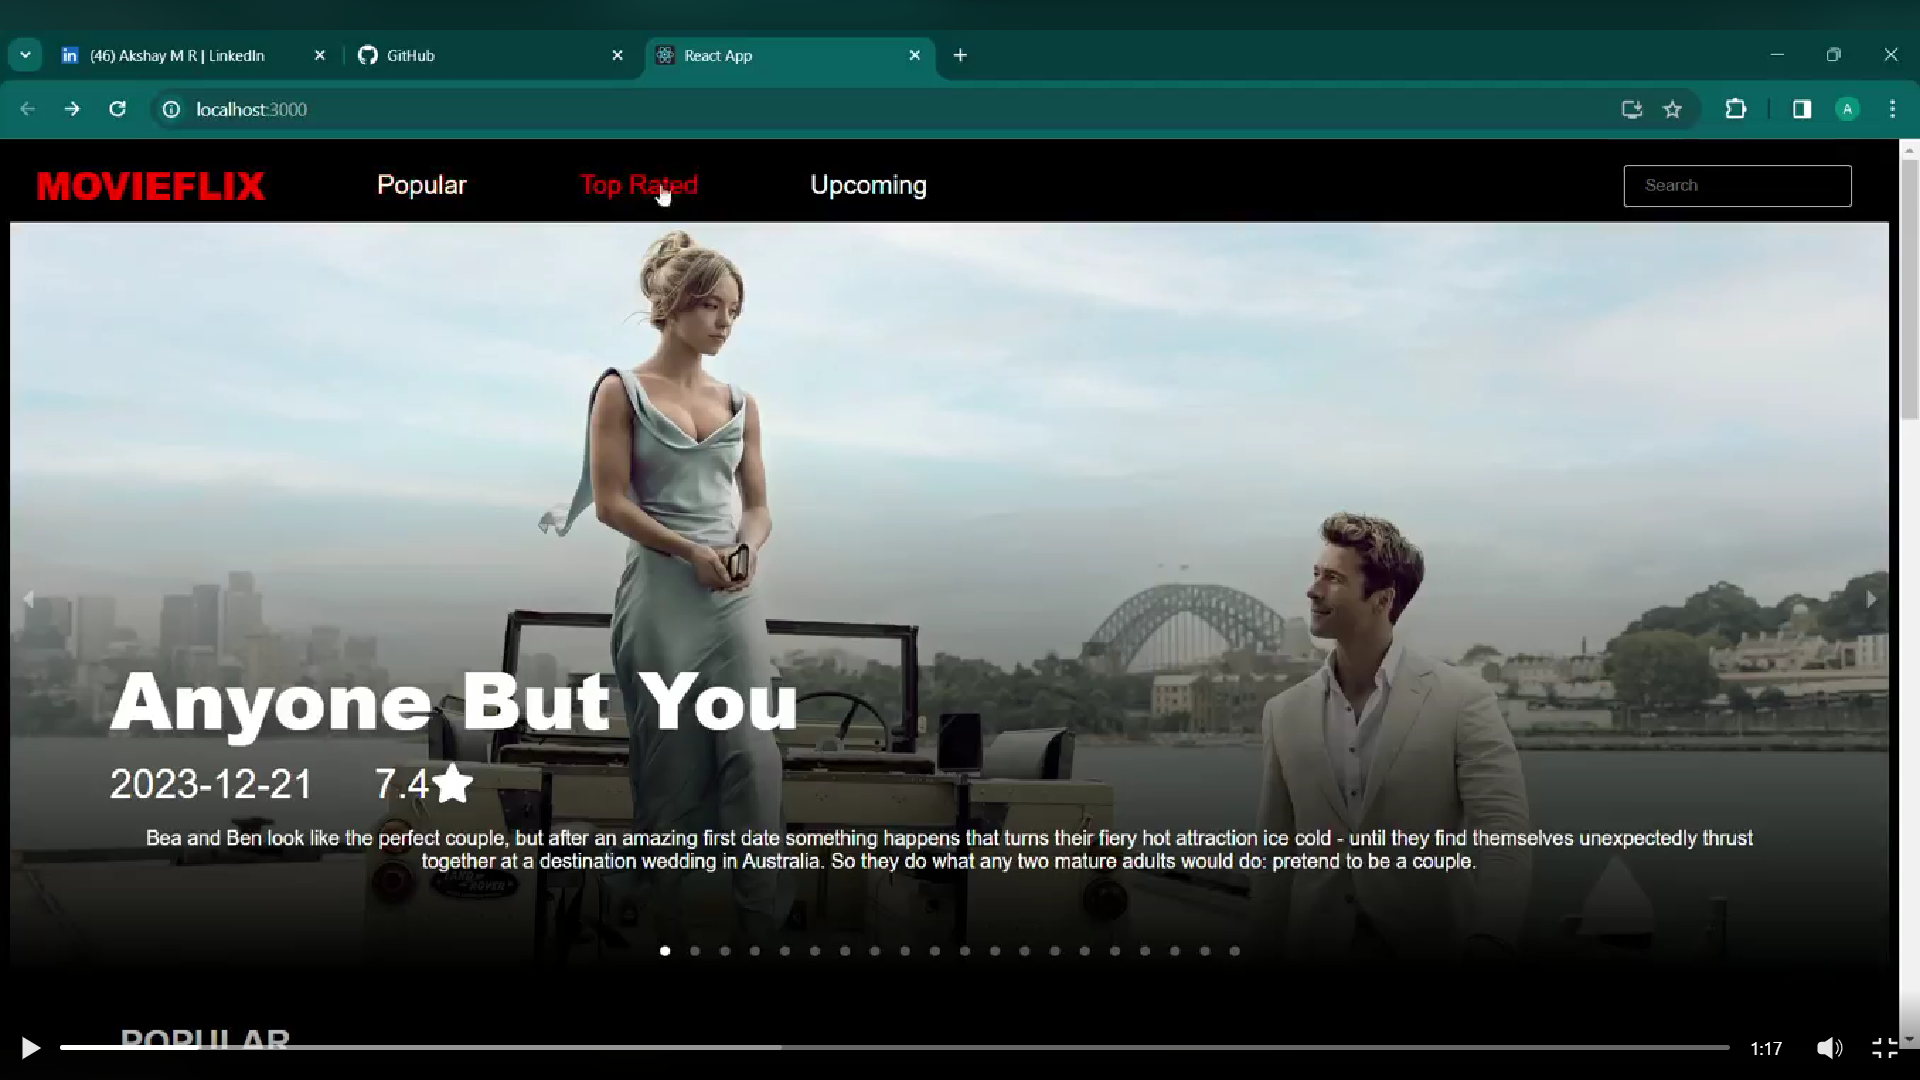 (46) Akshay M R | LinkedIn
GitHub
React App
localhost:3000
A
MOVIEFLIX
Popular
Top Rated
Upcoming
Search
Anyone But You
2023-12-21 7.4
Bea and Ben look like the perfect couple, but after an amazing first date something happens that turns their fiery hot attraction ice cold - until they find themselves unexpectedly thrust
together at a destination wedding in Australia. So they do what any two mature adults would do: pretend to be a couple.
LAND ROVER
POPULAR
1:17